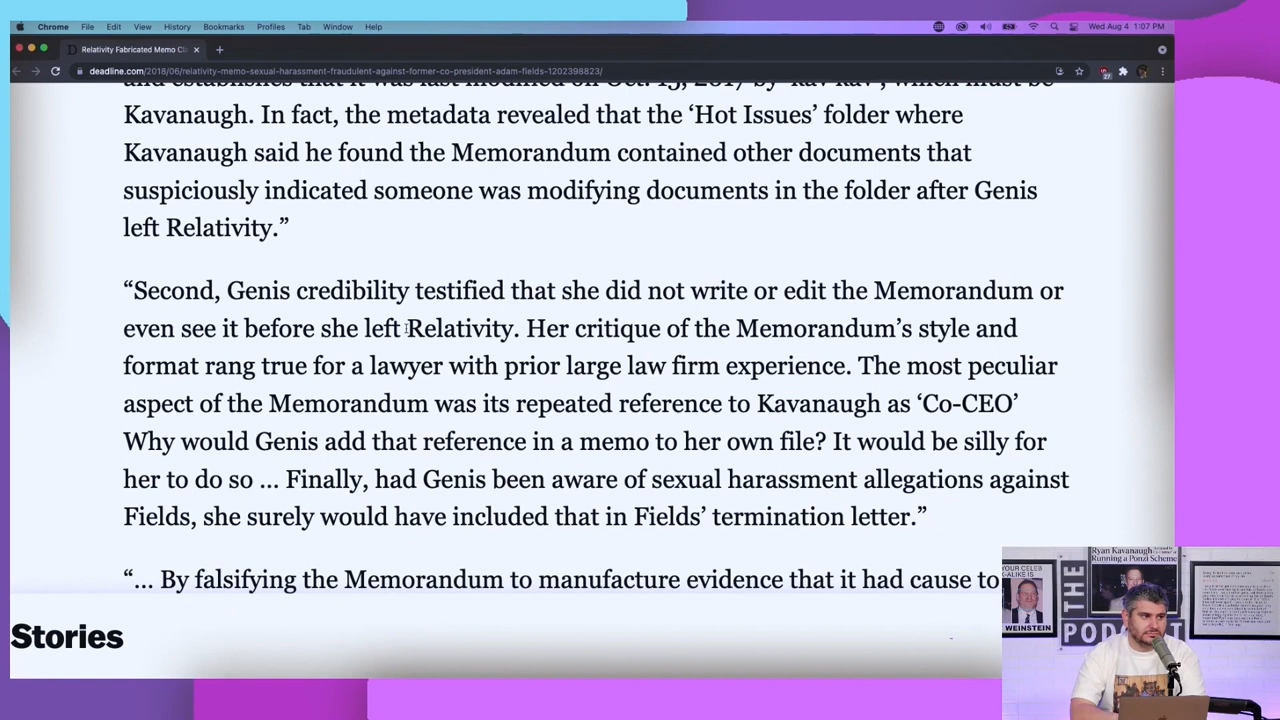 Chrome File Edit View History Bookmarks Profiles Tab Window Help Wed Aug 4 1:07 PM
Relativity Fabricated Memo Cl
deadline.com/2018/06/relativity-memo-sexual-harassment-fraudulent-against-former-co-president-adam-fields-1202398823/
Kavanaugh. In fact, the metadata revealed that the ‘Hot Issues’ folder where
Kavanaugh said he found the Memorandum contained other documents that
suspiciously indicated someone was modifying documents in the folder after Genis
left Relativity.”
“Second, Genis credibility testified that she did not write or edit the Memorandum or
even see it before she left Relativity. Her critique of the Memorandum’s style and
format rang true for a lawyer with prior large law firm experience. The most peculiar
aspect of the Memorandum was its repeated reference to Kavanaugh as ‘Co-CEO’
Why would Genis add that reference in a memo to her own file? It would be silly for
her to do so … Finally, had Genis been aware of sexual harassment allegations against
Fields, she surely would have included that in Fields’ termination letter.”
“… By falsifying the Memorandum to manufacture evidence that it had cause to
Stories
Ryan Kavanaugh
Running a Ponzi Scheme
YOUR CELEB
WEINSTEIN
THE
PODC